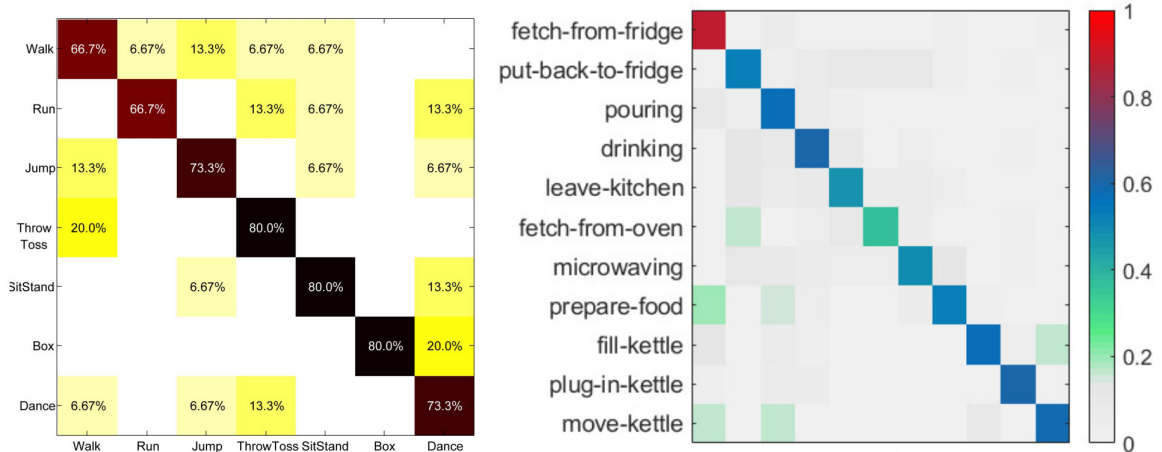 Walk 66.7% 6.67% 13.3% 6.67% 6.67%
Run 66.7% 13.3% 6.67% 13.3%
Jump 13.3% 73.3% 6.67% 6.67%
Throw
Toss 20.0% 80.0%
SitStand 6.67% 80.0% 13.3%
Box 80.0% 20.0%
Dance 6.67% 6.67% 13.3% 73.3%
Walk Run Jump ThrowToss SitStand Box Dance
fetch-from-fridge
put-back-to-fridge
pouring
drinking
leave-kitchen
fetch-from-oven
microwaving
prepare-food
fill-kettle
plug-in-kettle
move-kettle
1
0.8
0.6
0.4
0.2
0